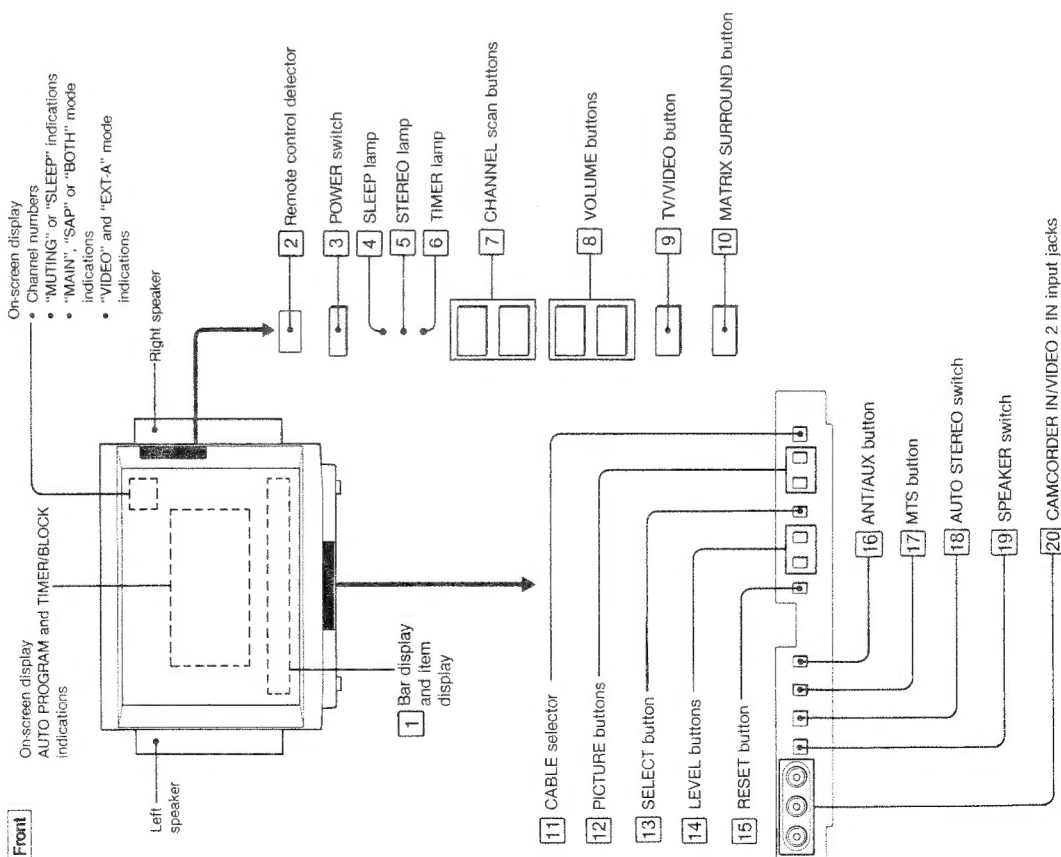 Front
On-screen display
AUTO PROGRAM and TIMER/BLOCK
indications
On-screen display
• Channel numbers
• "MUTING" or "SLEEP" indications
• "MAIN", "SAP" or "BOTH" mode
indications
• "VIDEO" and "EXT-A" mode
indications
Left
speaker
Right speaker
1 Bar display
and item
display
2 Remote control detector
3 POWER switch
4 SLEEP lamp
5 STEREO lamp
6 TIMER lamp
7 CHANNEL scan buttons
8 VOLUME buttons
9 TV/VIDEO button
10 MATRIX SURROUND button
11 CABLE selector
12 PICTURE buttons
13 SELECT button
14 LEVEL buttons
15 RESET button
16 ANT/AUX button
17 MTS button
18 AUTO STEREO switch
19 SPEAKER switch
20 CAMCORDER IN/VIDEO 2 IN input jacks